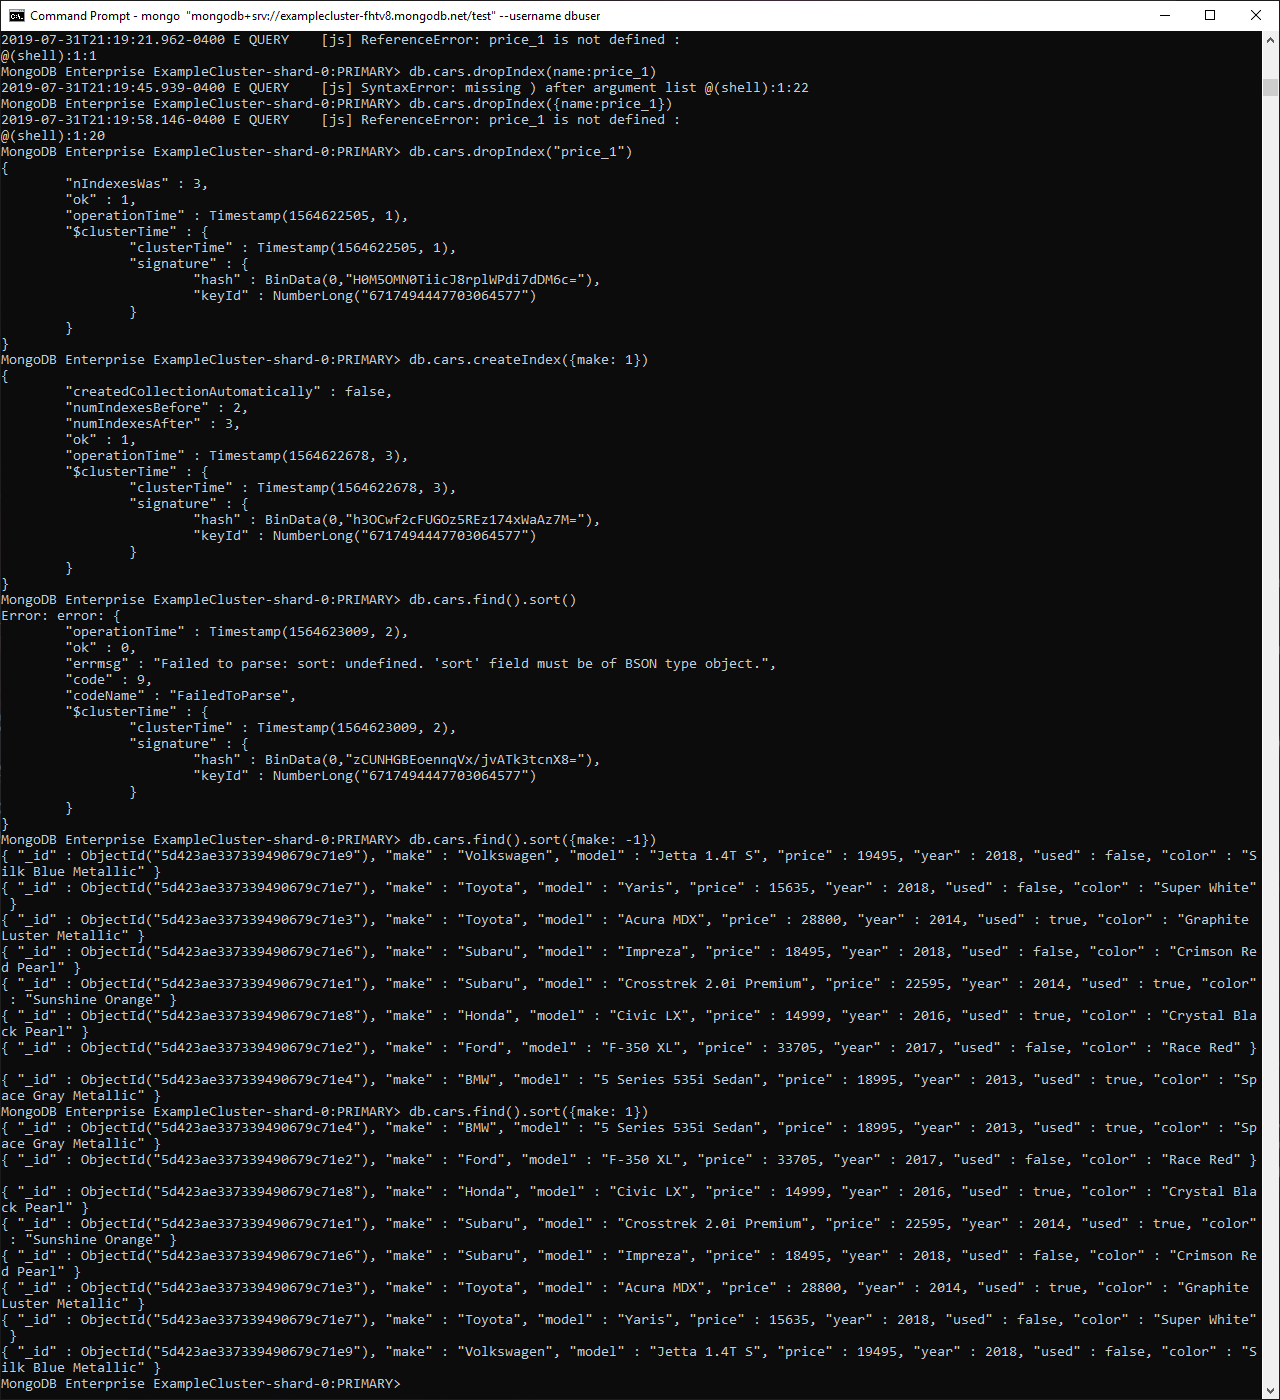 Command Prompt - mongo "mongodb+srv://examplecluster-fhtv8.mongodb.net/test" --username dbuser
2019-07-31T21:19:21.962-0400 E QUERY    [js] ReferenceError: price_1 is not defined :
@(shell):1:1
MongoDB Enterprise ExampleCluster-shard-0:PRIMARY> db.cars.dropIndex(name:price_1)
2019-07-31T21:19:45.939-0400 E QUERY    [js] SyntaxError: missing ) after argument list @(shell):1:22
MongoDB Enterprise ExampleCluster-shard-0:PRIMARY> db.cars.dropIndex({name:price_1})
2019-07-31T21:19:58.146-0400 E QUERY    [js] ReferenceError: price_1 is not defined :
@(shell):1:20
MongoDB Enterprise ExampleCluster-shard-0:PRIMARY> db.cars.dropIndex("price_1")
{
        "nIndexesWas" : 3,
        "ok" : 1,
        "operationTime" : Timestamp(1564622505, 1),
        "$clusterTime" : {
                "clusterTime" : Timestamp(1564622505, 1),
                "signature" : {
                        "hash" : BinData(0,"H0M5OMN0TiicJ8rplWPdi7dDM6c="),
                        "keyId" : NumberLong("6717494447703064577")
                }
        }
}
MongoDB Enterprise ExampleCluster-shard-0:PRIMARY> db.cars.createIndex({make: 1})
{
        "createdCollectionAutomatically" : false,
        "numIndexesBefore" : 2,
        "numIndexesAfter" : 3,
        "ok" : 1,
        "operationTime" : Timestamp(1564622678, 3),
        "$clusterTime" : {
                "clusterTime" : Timestamp(1564622678, 3),
                "signature" : {
                        "hash" : BinData(0,"h3OCwf2cFUGOz5REz174xWaAz7M="),
                        "keyId" : NumberLong("6717494447703064577")
                }
        }
}
MongoDB Enterprise ExampleCluster-shard-0:PRIMARY> db.cars.find().sort()
Error: error: {
        "operationTime" : Timestamp(1564623009, 2),
        "ok" : 0,
        "errmsg" : "Failed to parse: sort: undefined. 'sort' field must be of BSON type object.",
        "code" : 9,
        "codeName" : "FailedToParse",
        "$clusterTime" : {
                "clusterTime" : Timestamp(1564623009, 2),
                "signature" : {
                        "hash" : BinData(0,"zCUNHGBEoennqVx/jvATk3tcnX8="),
                        "keyId" : NumberLong("6717494447703064577")
                }
        }
}
MongoDB Enterprise ExampleCluster-shard-0:PRIMARY> db.cars.find().sort({make: -1})
{ "_id" : ObjectId("5d423ae337339490679c71e9"), "make" : "Volkswagen", "model" : "Jetta 1.4T S", "price" : 19495, "year" : 2018, "used" : false, "color" : "S
ilk Blue Metallic" }
{ "_id" : ObjectId("5d423ae337339490679c71e7"), "make" : "Toyota", "model" : "Yaris", "price" : 15635, "year" : 2018, "used" : false, "color" : "Super White"
 }
{ "_id" : ObjectId("5d423ae337339490679c71e3"), "make" : "Toyota", "model" : "Acura MDX", "price" : 28800, "year" : 2014, "used" : true, "color" : "Graphite
Luster Metallic" }
{ "_id" : ObjectId("5d423ae337339490679c71e6"), "make" : "Subaru", "model" : "Impreza", "price" : 18495, "year" : 2018, "used" : false, "color" : "Crimson Re
d Pearl" }
{ "_id" : ObjectId("5d423ae337339490679c71e1"), "make" : "Subaru", "model" : "Crosstrek 2.0i Premium", "price" : 22595, "year" : 2014, "used" : true, "color"
 : "Sunshine Orange" }
{ "_id" : ObjectId("5d423ae337339490679c71e8"), "make" : "Honda", "model" : "Civic LX", "price" : 14999, "year" : 2016, "used" : true, "color" : "Crystal Bla
ck Pearl" }
{ "_id" : ObjectId("5d423ae337339490679c71e2"), "make" : "Ford", "model" : "F-350 XL", "price" : 33705, "year" : 2017, "used" : false, "color" : "Race Red" }
{ "_id" : ObjectId("5d423ae337339490679c71e4"), "make" : "BMW", "model" : "5 Series 535i Sedan", "price" : 18995, "year" : 2013, "used" : true, "color" : "Sp
ace Gray Metallic" }
MongoDB Enterprise ExampleCluster-shard-0:PRIMARY> db.cars.find().sort({make: 1})
{ "_id" : ObjectId("5d423ae337339490679c71e4"), "make" : "BMW", "model" : "5 Series 535i Sedan", "price" : 18995, "year" : 2013, "used" : true, "color" : "Sp
ace Gray Metallic" }
{ "_id" : ObjectId("5d423ae337339490679c71e2"), "make" : "Ford", "model" : "F-350 XL", "price" : 33705, "year" : 2017, "used" : false, "color" : "Race Red" }
{ "_id" : ObjectId("5d423ae337339490679c71e8"), "make" : "Honda", "model" : "Civic LX", "price" : 14999, "year" : 2016, "used" : true, "color" : "Crystal Bla
ck Pearl" }
{ "_id" : ObjectId("5d423ae337339490679c71e1"), "make" : "Subaru", "model" : "Crosstrek 2.0i Premium", "price" : 22595, "year" : 2014, "used" : true, "color"
 : "Sunshine Orange" }
{ "_id" : ObjectId("5d423ae337339490679c71e6"), "make" : "Subaru", "model" : "Impreza", "price" : 18495, "year" : 2018, "used" : false, "color" : "Crimson Re
d Pearl" }
{ "_id" : ObjectId("5d423ae337339490679c71e3"), "make" : "Toyota", "model" : "Acura MDX", "price" : 28800, "year" : 2014, "used" : true, "color" : "Graphite
Luster Metallic" }
{ "_id" : ObjectId("5d423ae337339490679c71e7"), "make" : "Toyota", "model" : "Yaris", "price" : 15635, "year" : 2018, "used" : false, "color" : "Super White"
 }
{ "_id" : ObjectId("5d423ae337339490679c71e9"), "make" : "Volkswagen", "model" : "Jetta 1.4T S", "price" : 19495, "year" : 2018, "used" : false, "color" : "S
ilk Blue Metallic" }
MongoDB Enterprise ExampleCluster-shard-0:PRIMARY>